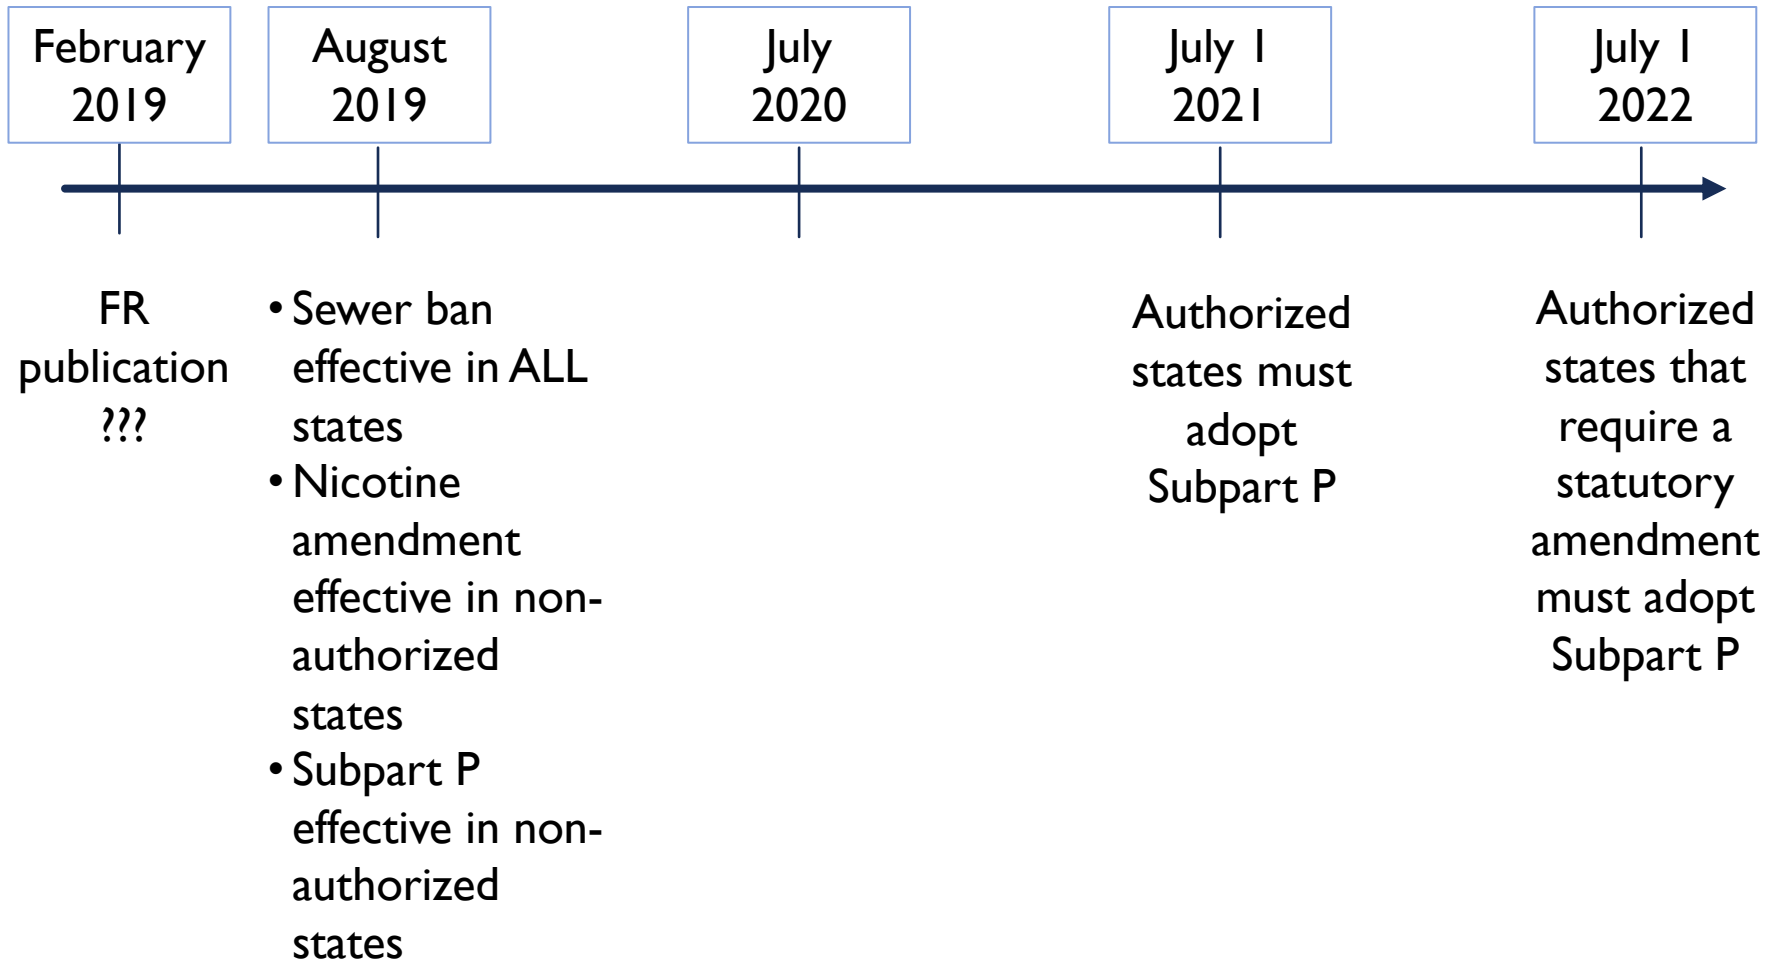 February
2019
August
2019
July
2020
July 1
2021
July 1
2022
FR
publication
???
• Sewer ban
effective in ALL
states
• Nicotine
amendment
effective in non-
authorized
states
• Subpart P
effective in non-
authorized
states
Authorized
states must
adopt
Subpart P
Authorized
states that
require a
statutory
amendment
must adopt
Subpart P